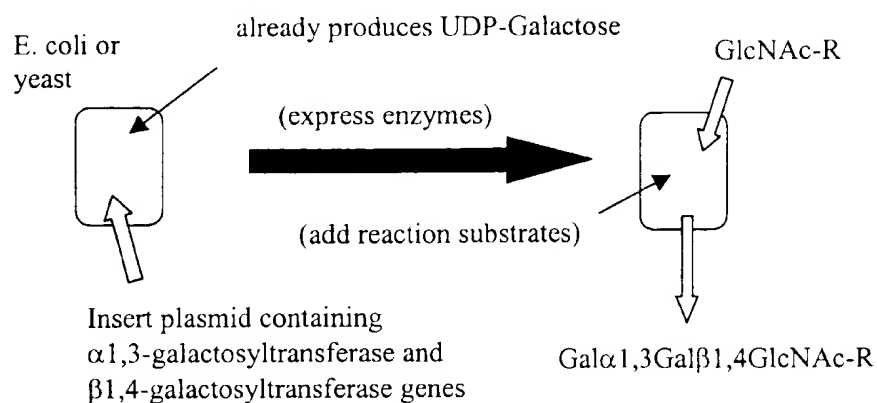 already produces UDP-Galactose
E. coli or
yeast
GlcNAc-R
(express enzymes)
(add reaction substrates)
Insert plasmid containing
α1,3-galactosyltransferase and
β1,4-galactosyltransferase genes
Galα1,3Galβ1,4GlcNAc-R